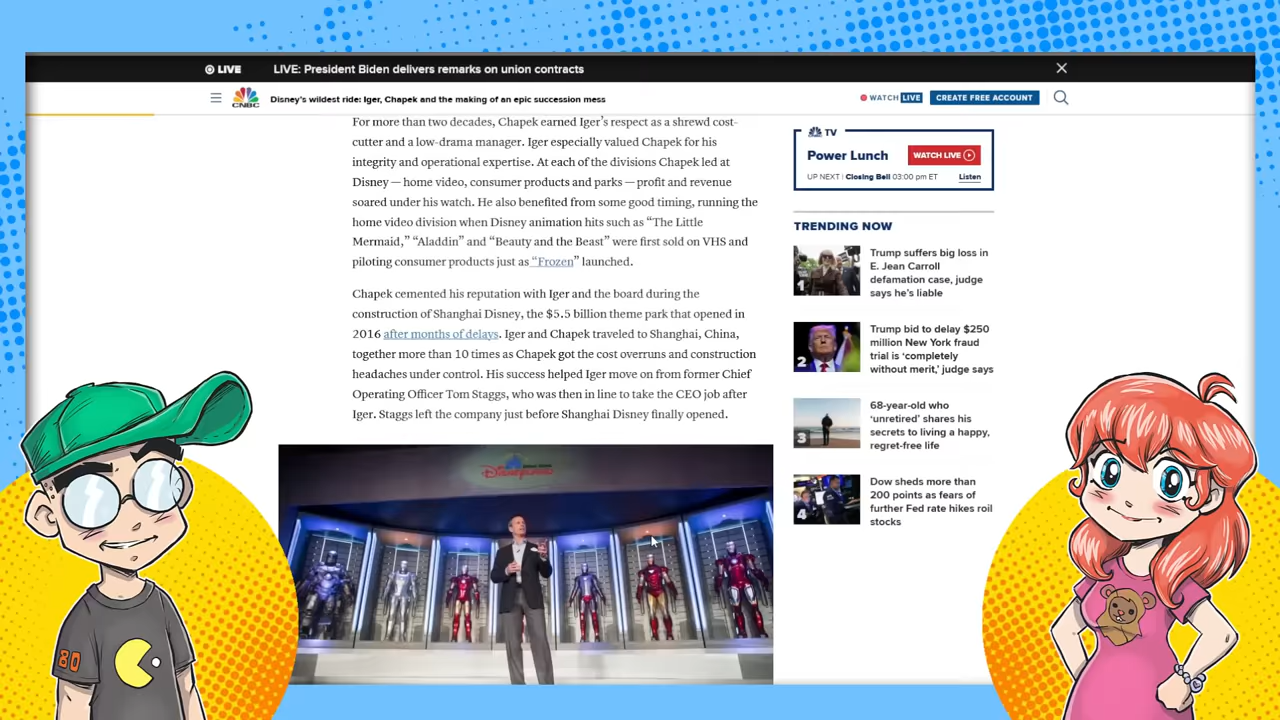 LIVE
LIVE: President Biden delivers remarks on union contracts
CNBC
Disney's wildest ride: Iger, Chapek and the making of an epic succession mess
WATCH LIVE
CREATE FREE ACCOUNT
For more than two decades, Chapek earned Iger's respect as a shrewd cost-
cutter and a low-drama manager. Iger especially valued Chapek for his
integrity and operational expertise. At each of the divisions Chapek led at
Disney — home video, consumer products and parks — profit and revenue
soared under his watch. He also benefited from some good timing, running the
home video division when Disney animation hits such as “The Little
Mermaid,” “Aladdin” and “Beauty and the Beast” were first sold on VHS and
piloting consumer products just as “Frozen” launched.
Chapek cemented his reputation with Iger and the board during the
construction of Shanghai Disney, the $5.5 billion theme park that opened in
2016 after months of delays. Iger and Chapek traveled to Shanghai, China,
together more than 10 times as Chapek got the cost overruns and construction
headaches under control. His success helped Iger move on from former Chief
Operating Officer Tom Staggs, who was then in line to take the CEO job after
Iger. Staggs left the company just before Shanghai Disney finally opened.
DISNEYLAND
TV
Power Lunch
WATCH LIVE
UP NEXT | Closing Bell 03:00 pm ET
Listen
TRENDING NOW
1
Trump suffers big loss in
E. Jean Carroll
defamation case, judge
says he's liable
2
Trump bid to delay $250
million New York fraud
trial is ‘completely
without merit,’ judge says
3
68-year-old who
‘unretired’ shares his
secrets to living a happy,
regret-free life
4
Dow sheds more than
200 points as fears of
further Fed rate hikes roil
stocks
80